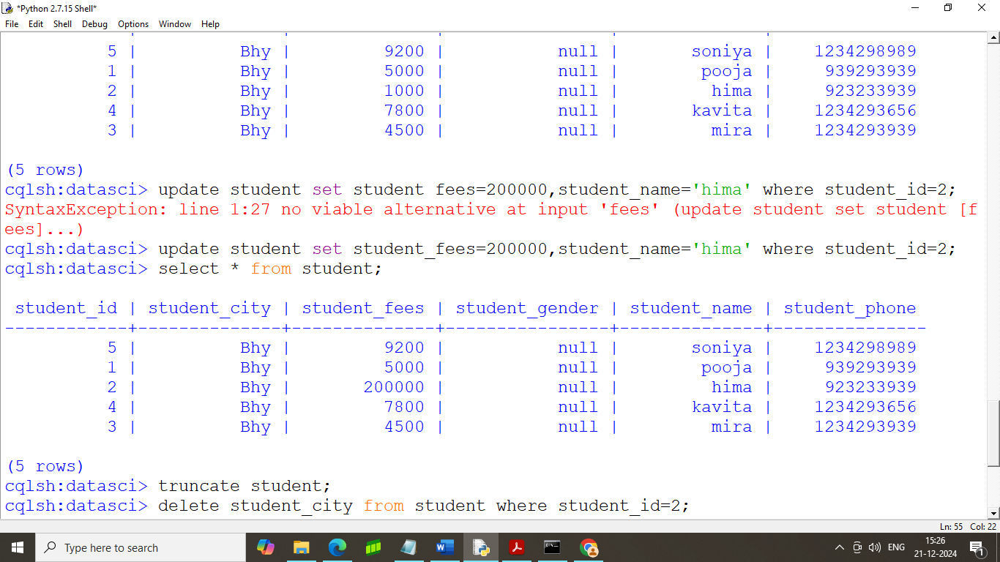 *Python 2.7.15 Shell*
File Edit Shell Debug Options Window Help
5 | Bhy | 9200 | null | soniya | 1234298989
1 | Bhy | 5000 | null | pooja | 939293939
2 | Bhy | 1000 | null | hima | 923233939
4 | Bhy | 7800 | null | kavita | 1234293656
3 | Bhy | 4500 | null | mira | 1234293939
(5 rows)
cqlsh:datasci> update student set student fees=200000,student_name='hima' where student_id=2;
SyntaxException: line 1:27 no viable alternative at input 'fees' (update student set student [f
ees]...)
cqlsh:datasci> update student set student_fees=200000,student_name='hima' where student_id=2;
cqlsh:datasci> select * from student;
student_id | student_city | student_fees | student_gender | student_name | student_phone
------------+--------------+--------------+----------------+--------------+---------------
5 | Bhy | 9200 | null | soniya | 1234298989
1 | Bhy | 5000 | null | pooja | 939293939
2 | Bhy | 200000 | null | hima | 923233939
4 | Bhy | 7800 | null | kavita | 1234293656
3 | Bhy | 4500 | null | mira | 1234293939
(5 rows)
cqlsh:datasci> truncate student;
cqlsh:datasci> delete student_city from student where student_id=2;
Ln: 55 Col: 22
Type here to search
ENG
15:26
21-12-2024
1